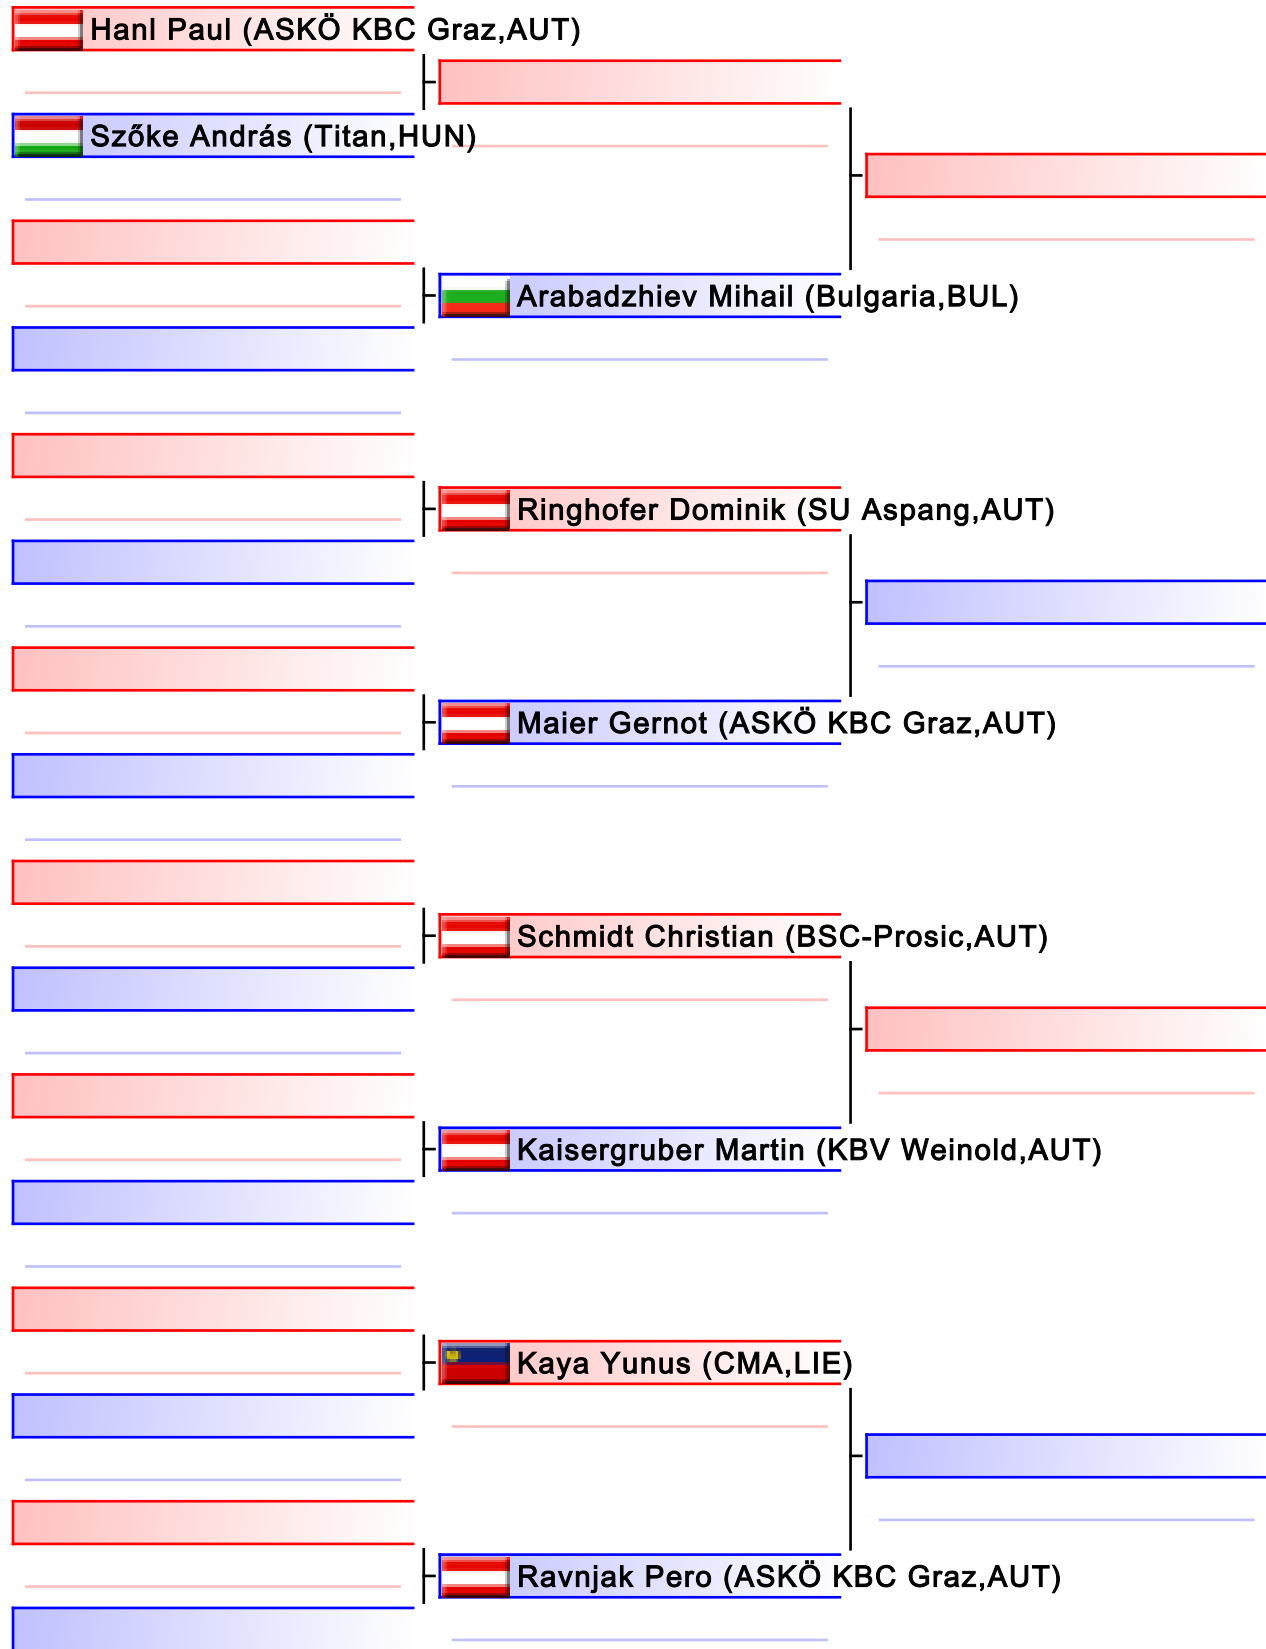 Hanl Paul (ASKÖ KBC Graz,AUT)
Szőke András (Titan,HUN)
Arabadzhiev Mihail (Bulgaria,BUL)
Ringhofer Dominik (SU Aspang,AUT)
Maier Gernot (ASKÖ KBC Graz,AUT)
Schmidt Christian (BSC-Prosic,AUT)
Kaisergruber Martin (KBV Weinold,AUT)
Kaya Yunus (CMA,LIE)
Ravnjak Pero (ASKÖ KBC Graz,AUT)